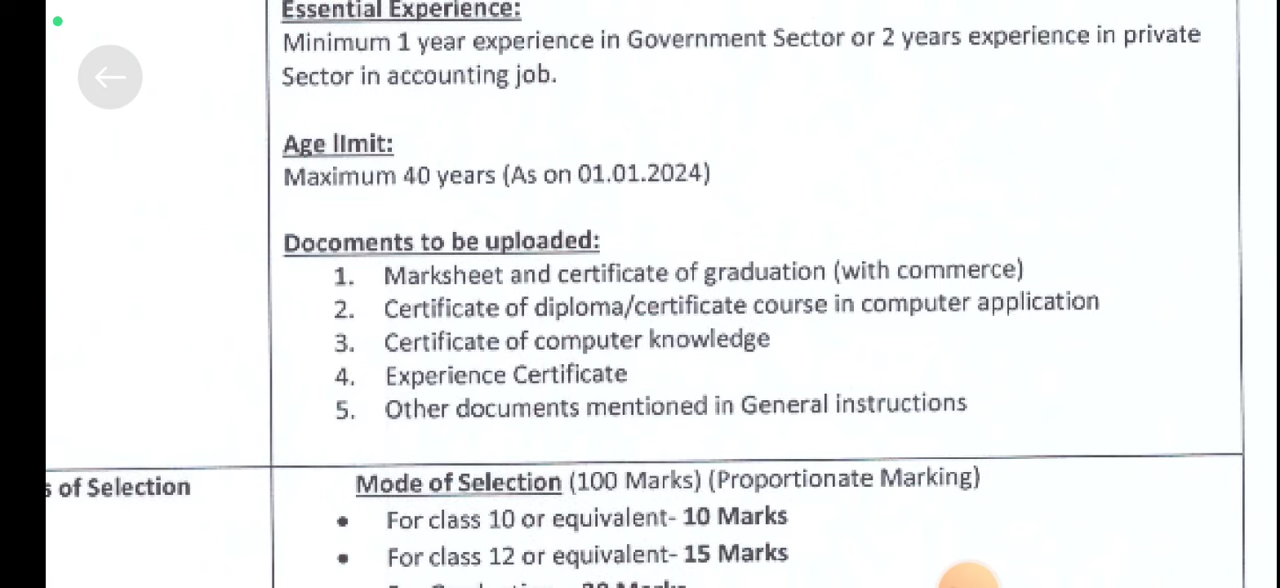 Essential Experience:
Minimum 1 year experience in Government Sector or 2 years experience in private
Sector in accounting job.
Age limit:
Maximum 40 years (As on 01.01.2024)
Docoments to be uploaded:
1. Marksheet and certificate of graduation (with commerce)
2. Certificate of diploma/certificate course in computer application
3. Certificate of computer knowledge
4. Experience Certificate
5. Other documents mentioned in General instructions
s of Selection
Mode of Selection (100 Marks) (Proportionate Marking)
• For class 10 or equivalent- 10 Marks
• For class 12 or equivalent- 15 Marks